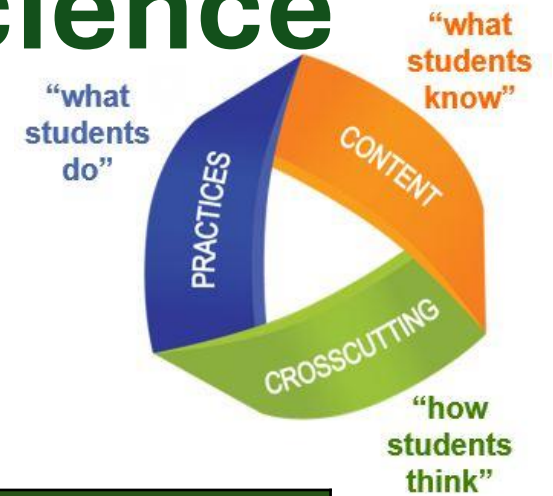 cience
“what
students
know”
“what
students
do”
CONTENT
PRACTICES
CROSSCUTTING
“how
students
think”